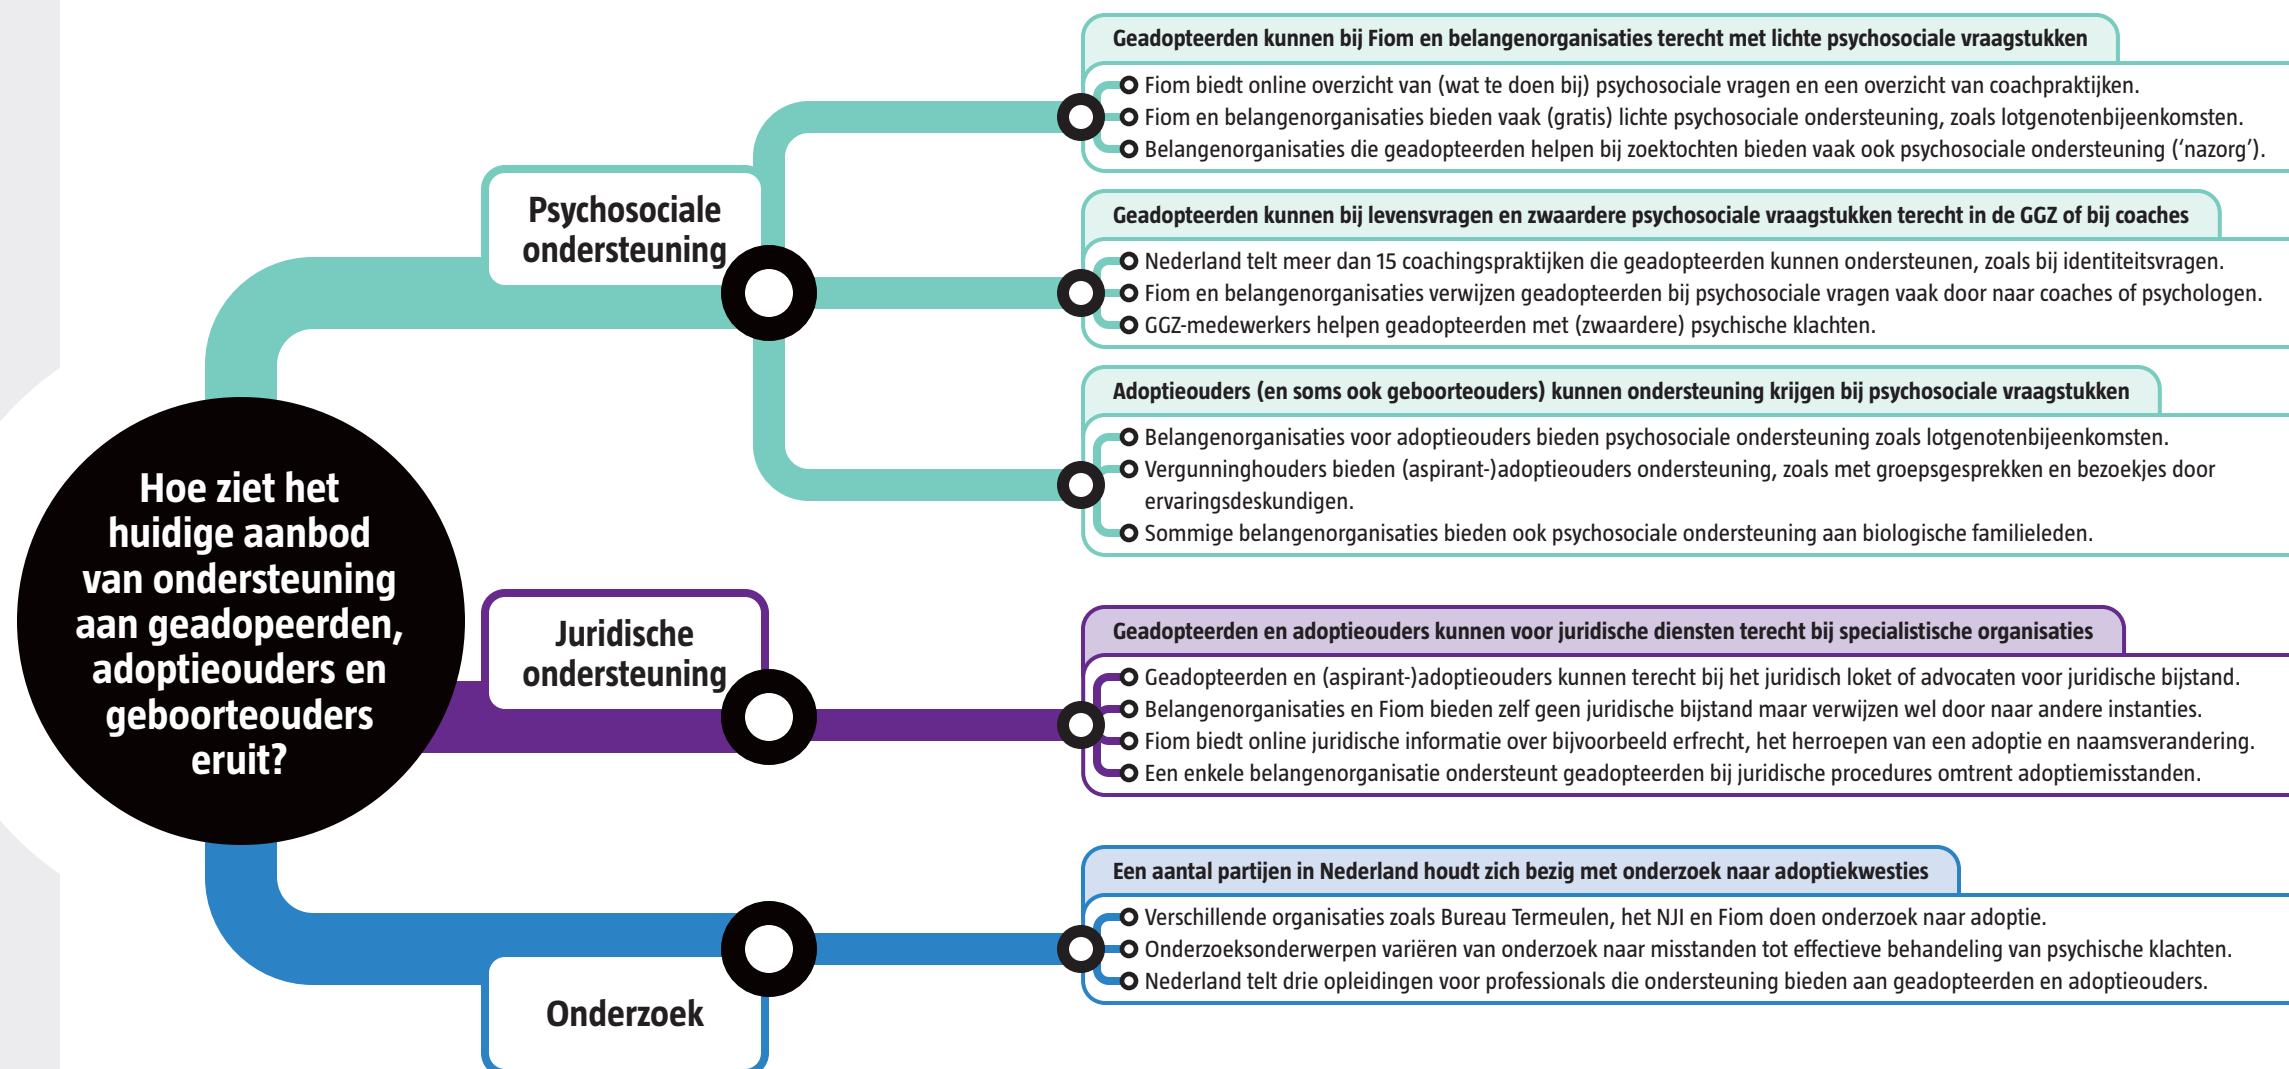 Hoe ziet het
huidige aanbod
van ondersteuning
aan geadopeerden,
adoptieouders en
geboorteouders
eruit?
Psychosociale
ondersteuning
Geadopteerden kunnen bij Fiom en belangenorganisaties terecht met lichte psychosociale vraagstukken
Fiom biedt online overzicht van (wat te doen bij) psychosociale vragen en een overzicht van coachpraktijken.
Fiom en belangenorganisaties bieden vaak (gratis) lichte psychosociale ondersteuning, zoals lotgenotenbijeenkomsten.
Belangenorganisaties die geadopteerden helpen bij zoektochten bieden vaak ook psychosociale ondersteuning (‘nazorg’).
Geadopteerden kunnen bij levensvragen en zwaardere psychosociale vraagstukken terecht in de GGZ of bij coaches
Nederland telt meer dan 15 coachingspraktijken die geadopteerden kunnen ondersteunen, zoals bij identiteitsvragen.
Fiom en belangenorganisaties verwijzen geadopteerden bij psychosociale vragen vaak door naar coaches of psychologen.
GGZ-medewerkers helpen geadopteerden met (zwaardere) psychische klachten.
Adoptieouders (en soms ook geboorteouders) kunnen ondersteuning krijgen bij psychosociale vraagstukken
Belangenorganisaties voor adoptieouders bieden psychosociale ondersteuning zoals lotgenotenbijeenkomsten.
Vergunninghouders bieden (aspirant-)adoptieouders ondersteuning, zoals met groepsgesprekken en bezoekjes door
ervaringsdeskundigen.
Sommige belangenorganisaties bieden ook psychosociale ondersteuning aan biologische familieleden.
Juridische
ondersteuning
Geadopteerden en adoptieouders kunnen voor juridische diensten terecht bij specialistische organisaties
Geadopteerden en (aspirant-)adoptieouders kunnen terecht bij het juridisch loket of advocaten voor juridische bijstand.
Belangenorganisaties en Fiom bieden zelf geen juridische bijstand maar verwijzen wel door naar andere instanties.
Fiom biedt online juridische informatie over bijvoorbeeld erfrecht, het herroepen van een adoptie en naamsverandering.
Een enkele belangenorganisatie ondersteunt geadopteerden bij juridische procedures omtrent adoptiemisstanden.
Onderzoek
Een aantal partijen in Nederland houdt zich bezig met onderzoek naar adoptiekwesties
Verschillende organisaties zoals Bureau Termeulen, het NJI en Fiom doen onderzoek naar adoptie.
Onderzoeksonderwerpen variëren van onderzoek naar misstanden tot effectieve behandeling van psychische klachten.
Nederland telt drie opleidingen voor professionals die ondersteuning bieden aan geadopteerden en adoptieouders.